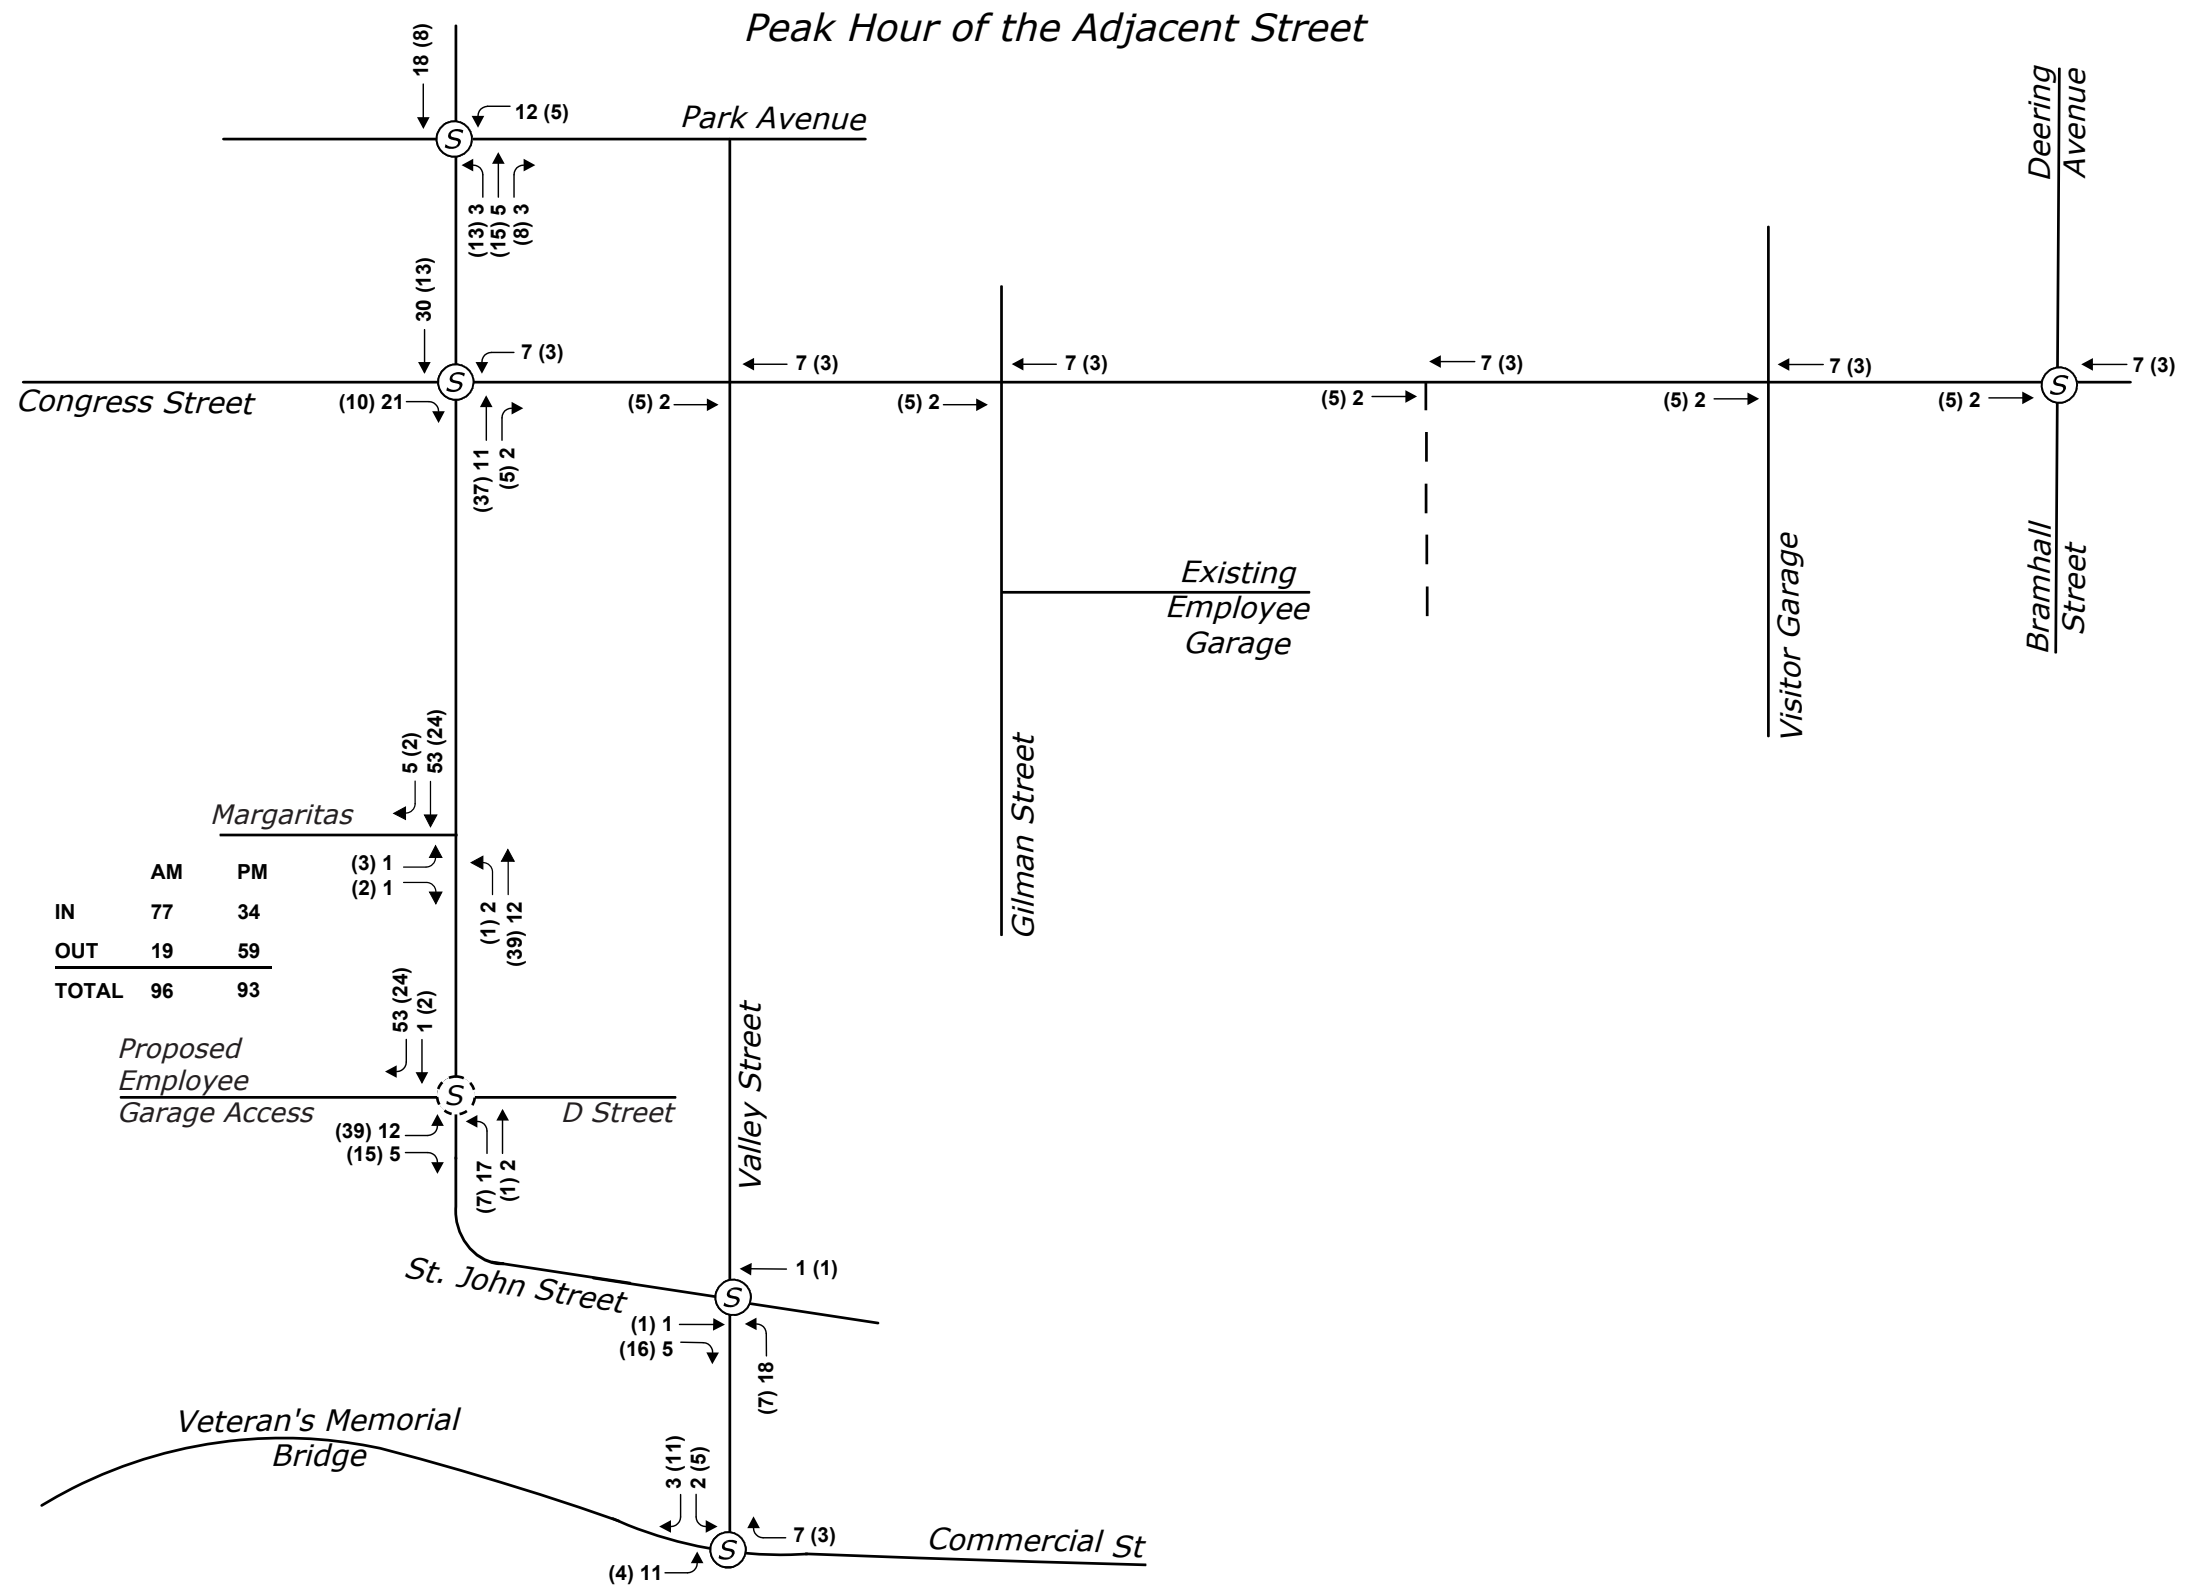 Peak Hour of the Adjacent Street
18 (8)
12 (5)
Park Avenue
S
(13) 3
(15) 5
(8) 3
Deering
Avenue
30 (13)
7 (3)
7 (3)
7 (3)
7 (3)
7 (3)
7 (3)
S
S
Congress Street
(10) 21
(5) 2
(5) 2
(5) 2
(5) 2
(5) 2
(37) 11
(5) 2
Existing
Employee
Garage
Visitor Garage
Bramhall
Street
Gilman Street
5 (2)
53 (24)
Margaritas
(3) 1
(2) 1
(1) 2
(39) 12
AM PM
IN 77 34
OUT 19 59
TOTAL 96 93
53 (24)
1 (2)
Proposed
Employee
Garage Access
S
D Street
(39) 12
(15) 5
(7) 17
(1) 2
Valley Street
St. John Street
1 (1)
S
(1) 1
(16) 5
(7) 18
Veteran's Memorial
Bridge
3 (11)
2 (5)
7 (3)
S
Commercial St
(4) 11